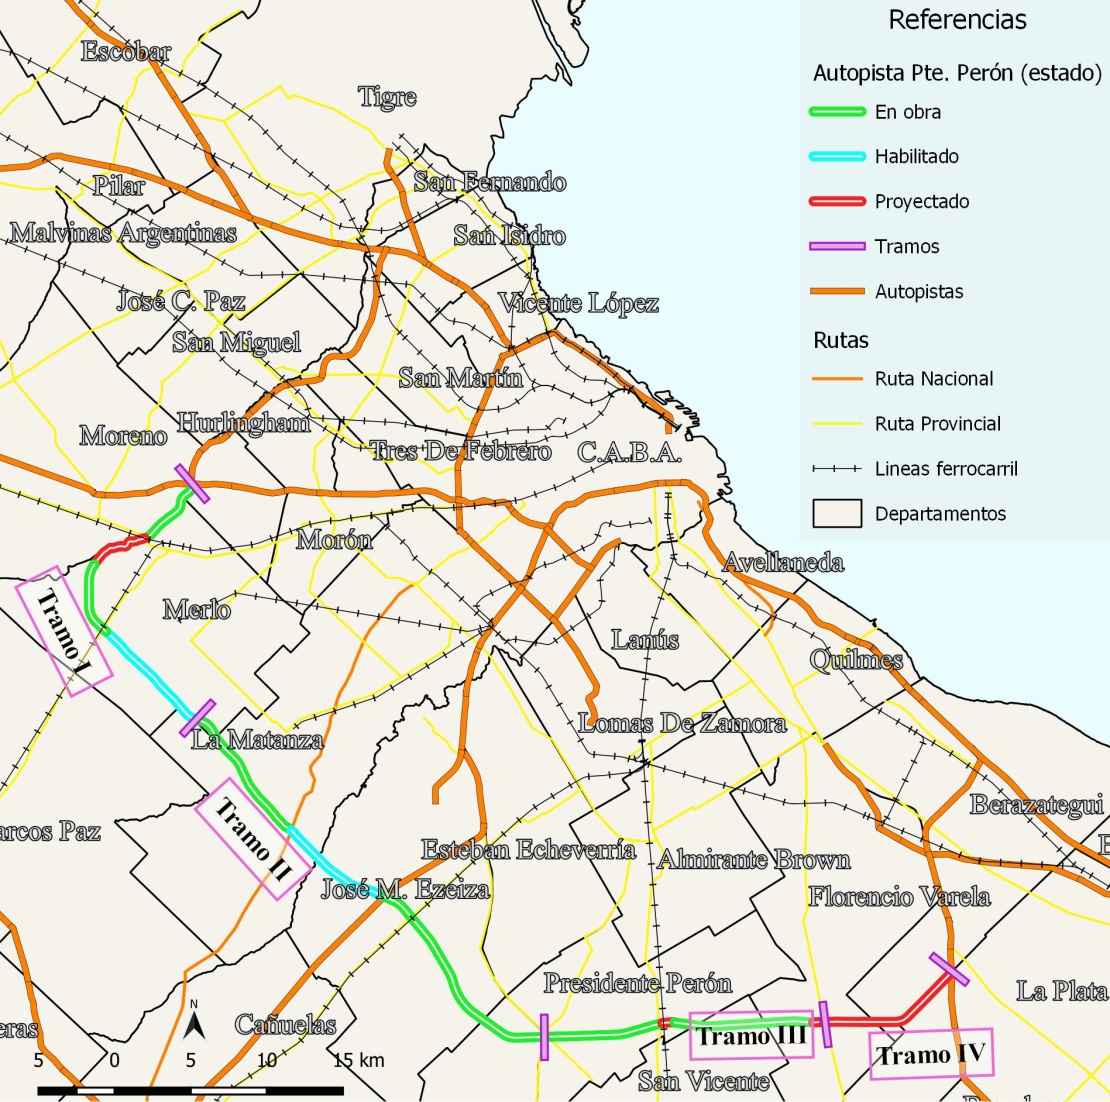 Referencias
Autopista Pte. Perón (estado)
En obra
Habilitado
Proyectado
Tramos
Autopistas
Rutas
Ruta Nacional
Ruta Provincial
Lineas ferrocarril
Departamentos
Escobar
Tigre
Pilar
San Fernando
Malvinas Argentinas
San Isidro
José C. Paz
Vicente López
San Miguel
San Martín
Hurlingham
Moreno
Tres De Febrero
C.A.B.A.
Morón
Avellaneda
Merlo
Tramo I
Lanús
Quilmes
Lomas De Zamora
La Matanza
Berazategui
arcos Paz
Tramo II
Esteban Echeverría
Almirante Brown
E
José M. Ezeiza
Florencio Varela
Presidente Perón
La Plata
N
Cañuelas
eras
Tramo III
Tramo IV
San Vicente
5 0 5 10 15 km